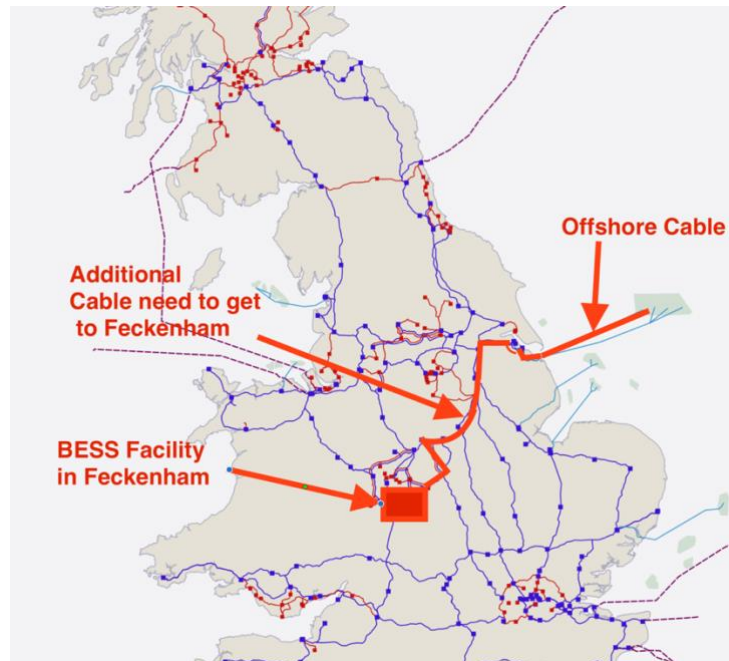 Offshore Cable
Additional
Cable need to get
to Feckenham
BESS Facility
in Feckenham